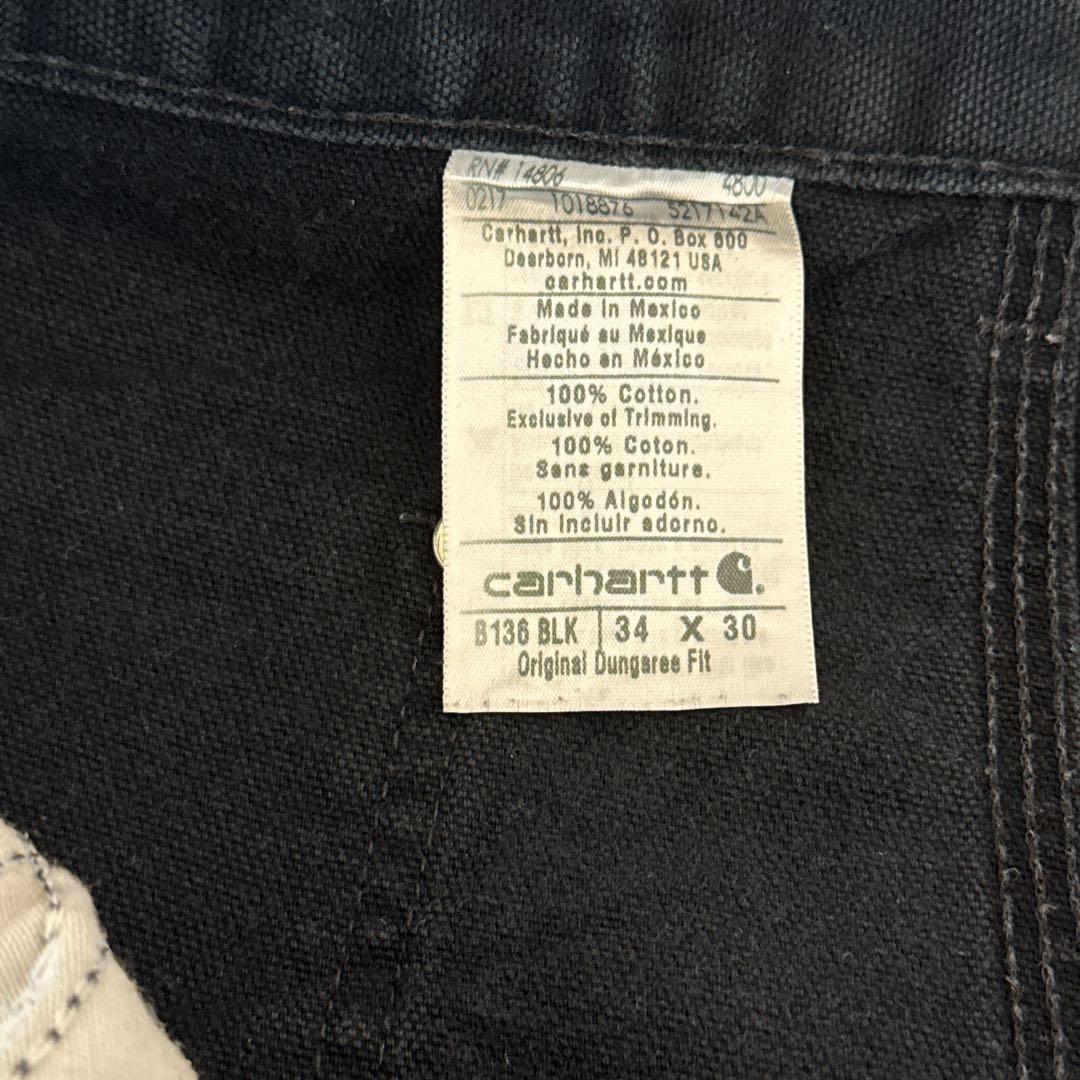 RN# 14806 4800
0217 1018876 5217142A
Carhartt, Inc. P. O. Box 600
Dearborn, MI 48121 USA
carhartt.com
Made in Mexico
Fabriqué au Mexique
Hecho en México
100% Cotton.
Exclusive of Trimming.
100% Coton.
Sans garniture.
100% Algodón.
Sin incluir adorno.
carhartt
B136 BLK 34 X 30
Original Dungaree Fit